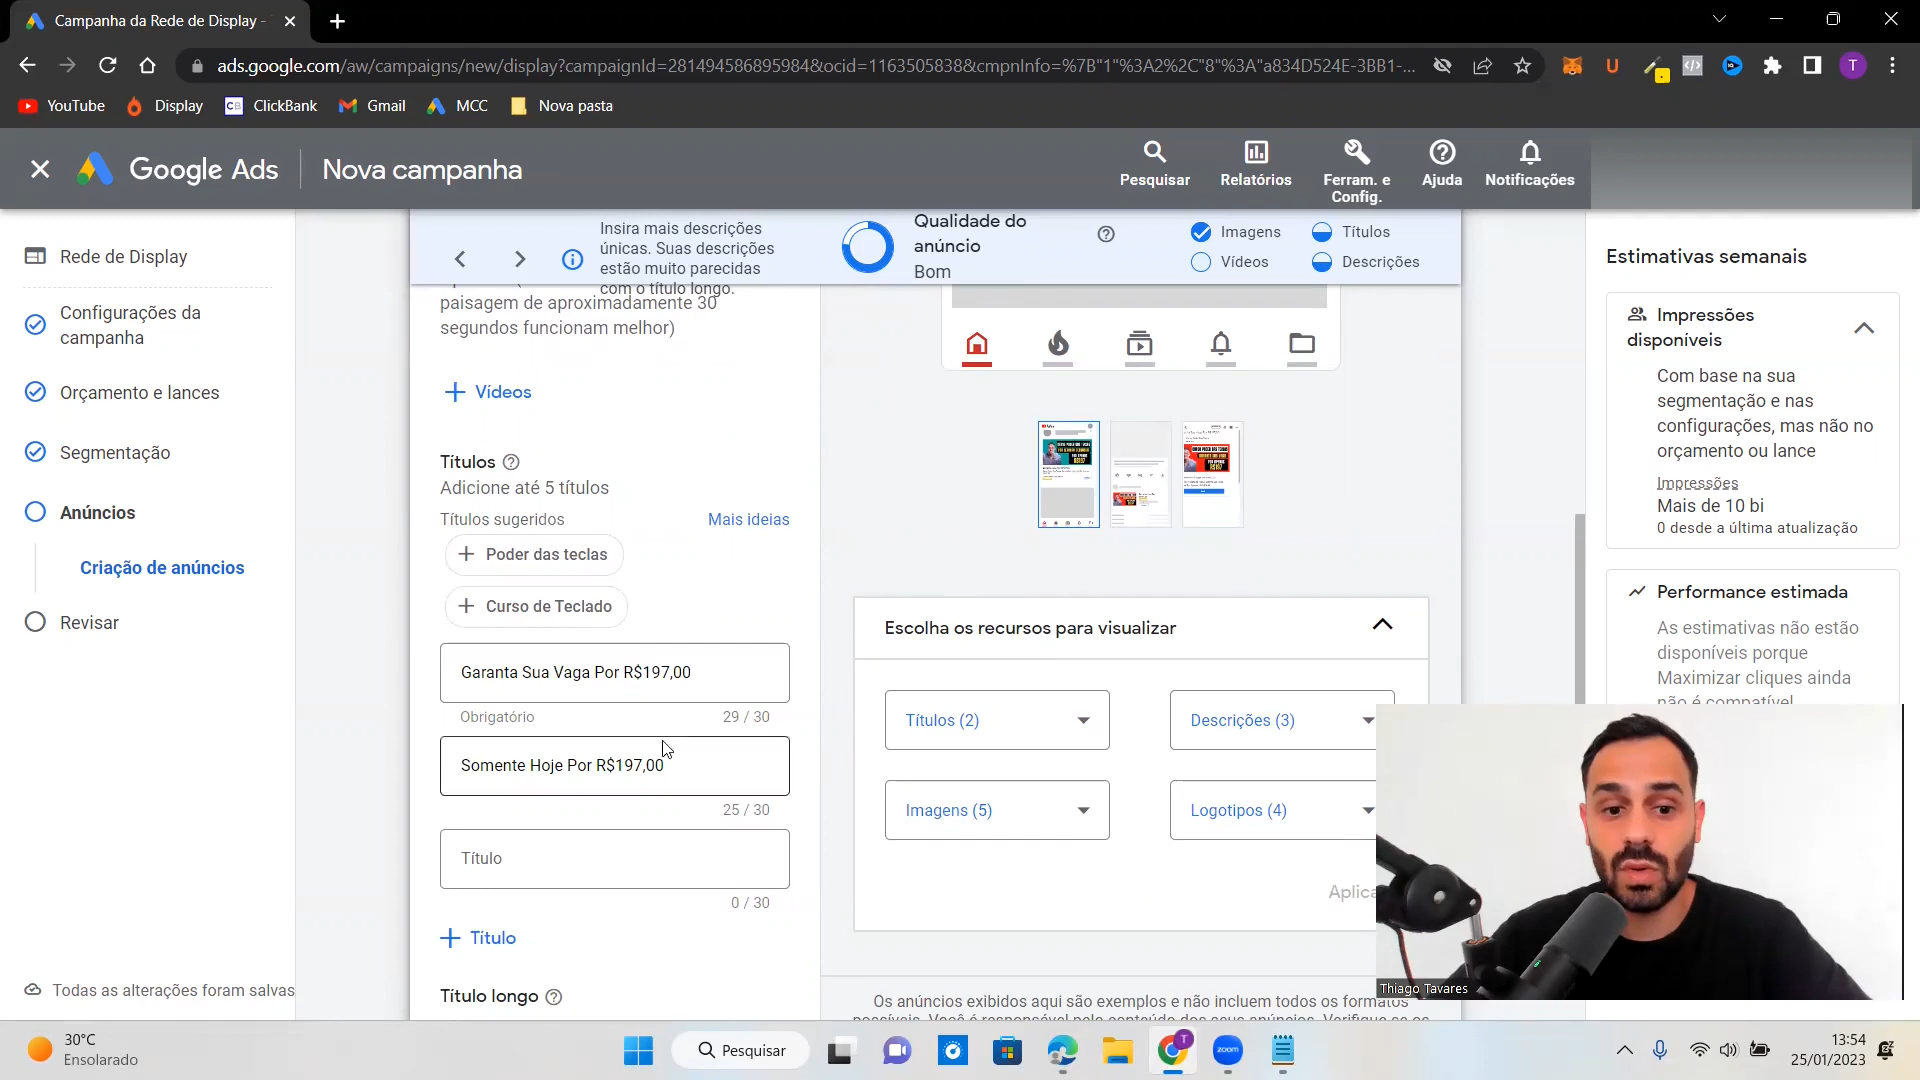 Campanha da Rede de Display -
ads.google.com/aw/campaigns/new/display?campaignId=281494586895984&ocid=1163505838&cmpnInfo=%7B"1"%3A2%2C"8"%3A"a834D524E-3BB1-...
YouTube
Display
ClickBank
Gmail
MCC
Nova pasta
Google Ads
Nova campanha
Pesquisar
Relatórios
Ferram. e
Config.
Ajuda
Notificações
Rede de Display
Configurações da
campanha
Orçamento e lances
Segmentação
Anúncios
Criação de anúncios
Revisar
Todas as alterações foram salvas
Insira mais descrições
únicas. Suas descrições
estão muito parecidas
com o título longo.
Qualidade do
anúncio
Bom
Imagens
Títulos
Vídeos
Descrições
paisagem de aproximadamente 30
segundos funcionam melhor)
Vídeos
Títulos
Adicione até 5 títulos
Títulos sugeridos
Mais ideias
Poder das teclas
Curso de Teclado
Garanta Sua Vaga Por R$197,00
Obrigatório
29 / 30
Somente Hoje Por R$197,00
25 / 30
Título
0 / 30
Título
Título longo
Escolha os recursos para visualizar
Títulos (2)
Descrições (3)
Imagens (5)
Logotipos (4)
Os anúncios exibidos aqui são exemplos e não incluem todos os formatos
Estimativas semanais
Impressões
disponíveis
Com base na sua
segmentação e nas
configurações, mas não no
orçamento ou lance
Impressões
Mais de 10 bi
0 desde a última atualização
Performance estimada
As estimativas não estão
disponíveis porque
Maximizar cliques ainda
não é compatível
Thiago Tavares
30°C
Ensolarado
Pesquisar
zoom
13:54
25/01/2023